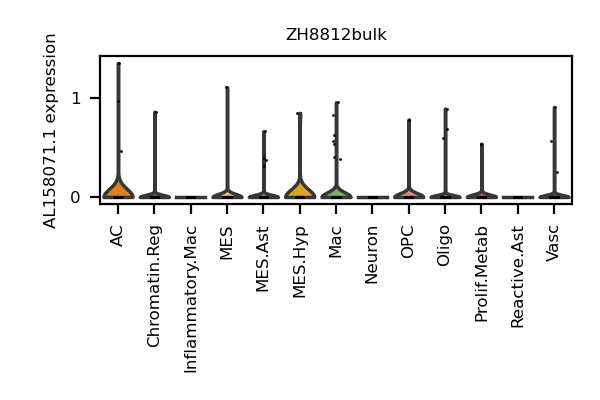 ZH8812bulk
AL158071.1 expression
1
0
AC
Chromatin.Reg
Inflammatory.Mac
MES
MES.Ast
MES.Hyp
Mac
Neuron
OPC
Oligo
Prolif.Metab
Reactive.Ast
Vasc